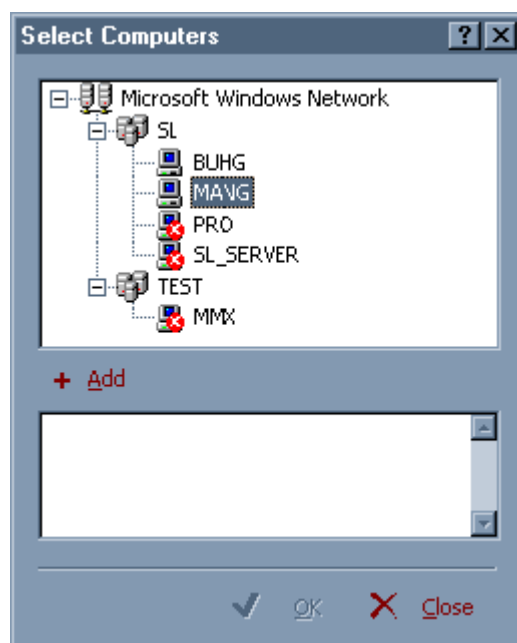 Select Computers
Microsoft Windows Network
SL
BUHG
MANG
PRO
SL_SERVER
TEST
MMX
+ Add
OK Close